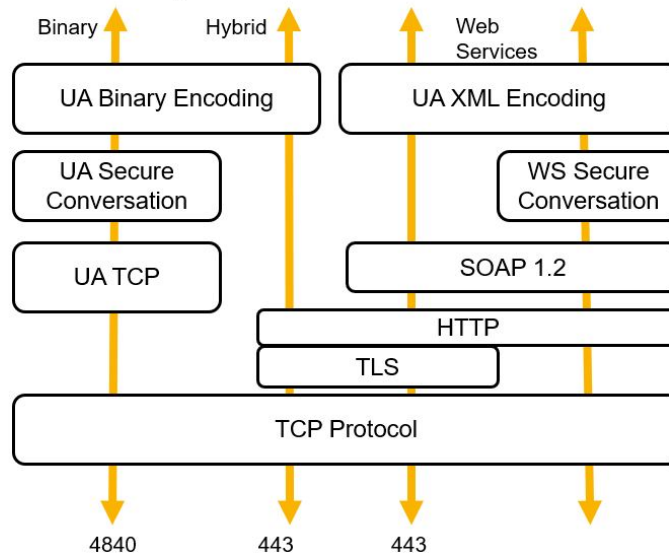 Binary
Hybrid
Web
Services
UA Binary Encoding
UA XML Encoding
UA Secure
Conversation
WS Secure
Conversation
UA TCP
SOAP 1.2
HTTP
TLS
TCP Protocol
4840
443
443